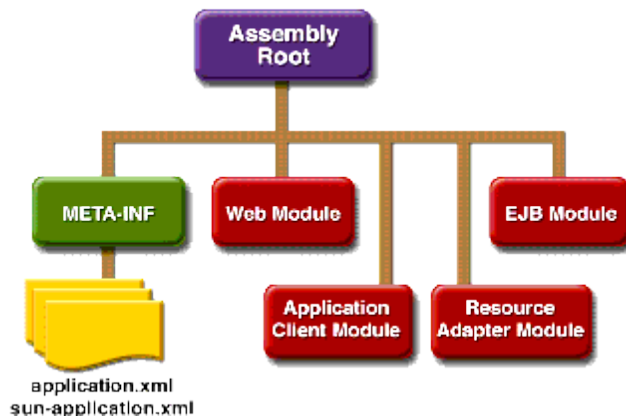 Assembly
Root
META-INF
Web Module
EJB Module
Application
Client Module
Resource
Adapter Module
application.xml
sun-application.xml